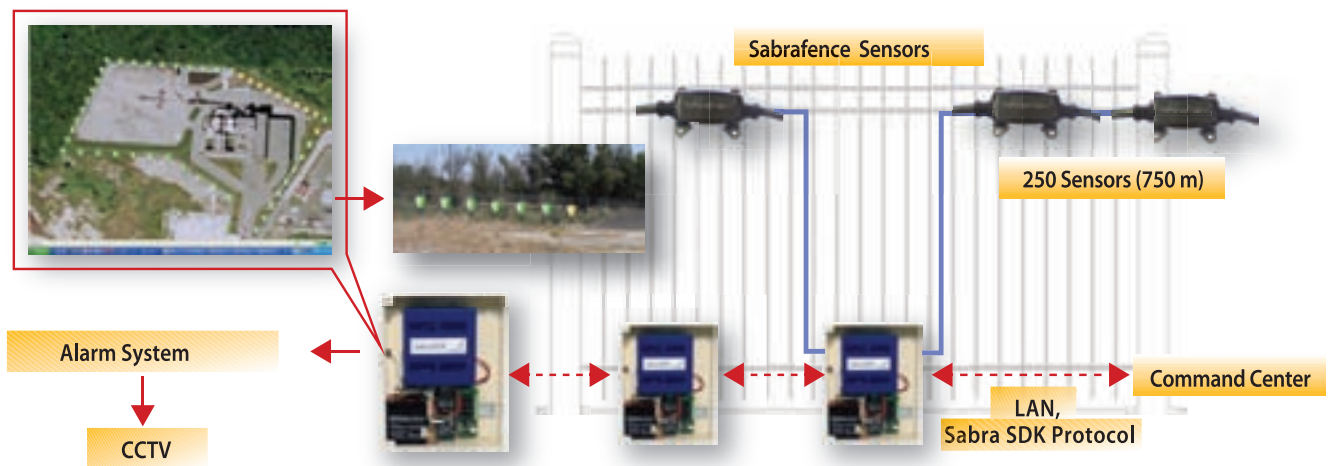 Sabrafence Sensors
250 Sensors (750 m)
Alarm System
CCTV
Command Center
LAN,
Sabra SDK Protocol